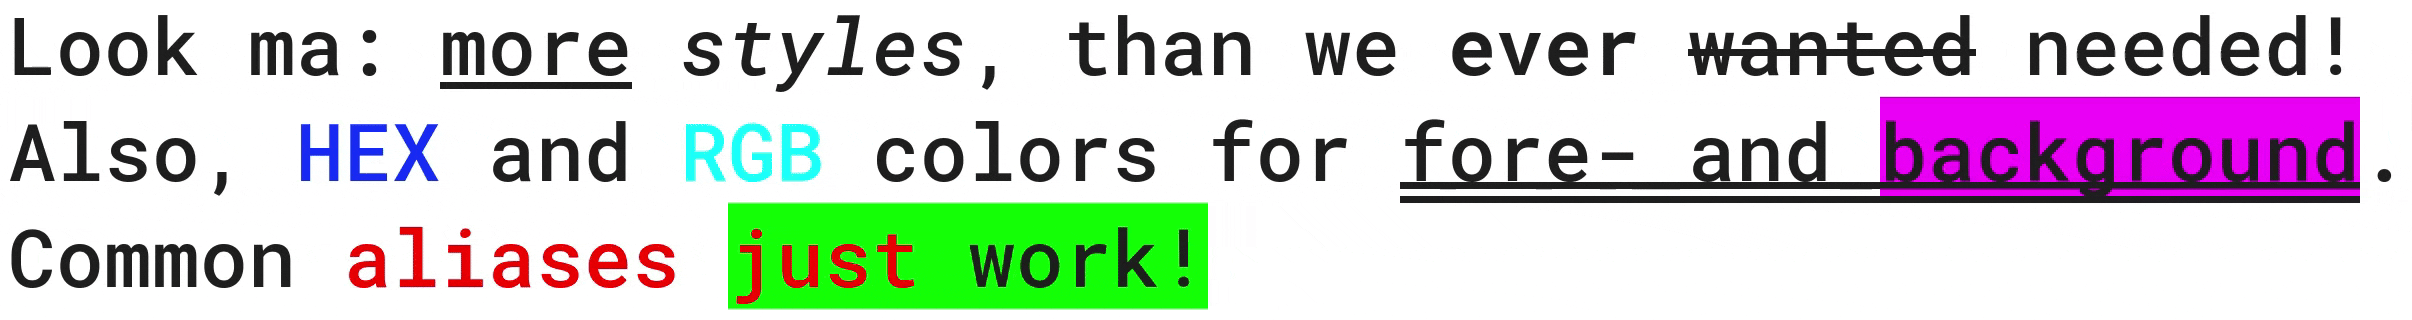 Look ma: more styles, than we ever wanted needed!
Also, HEX and RGB colors for fore- and background.
Common aliases just work!